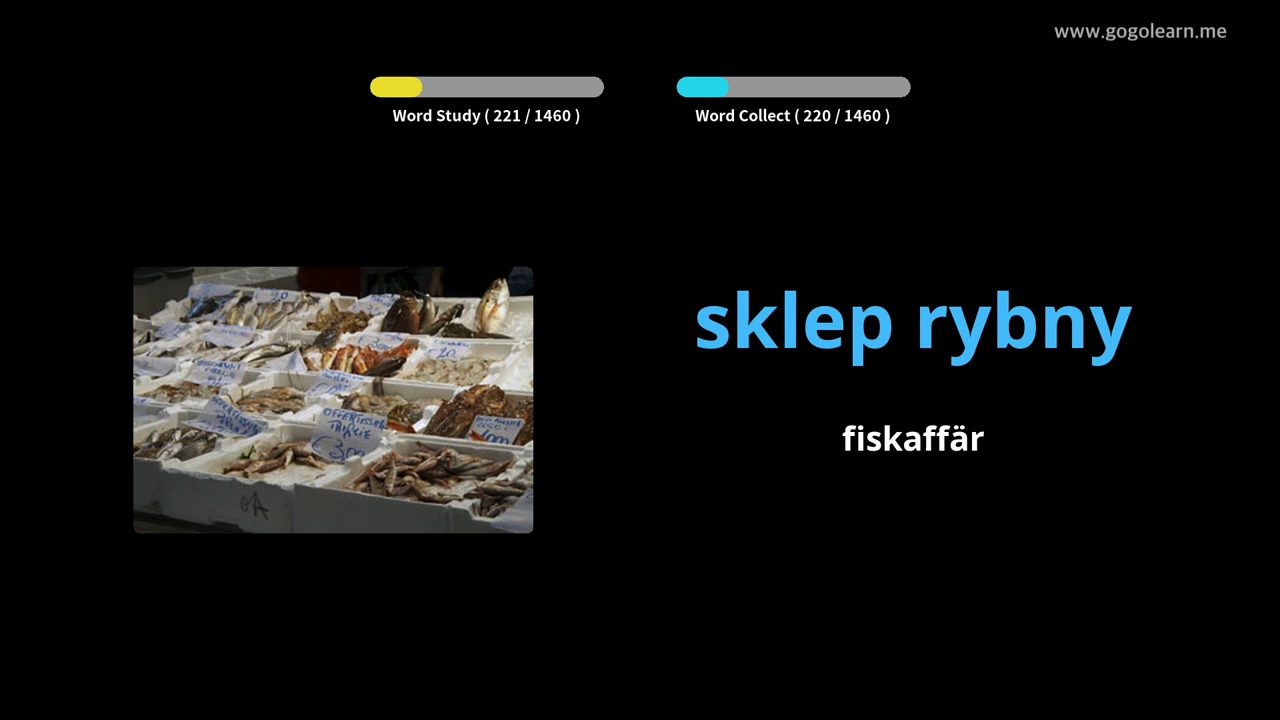 www.gogolearn.me
Word Study ( 221 / 1460 )
Word Collect ( 220 / 1460 )
sklep rybny
fiskaffär